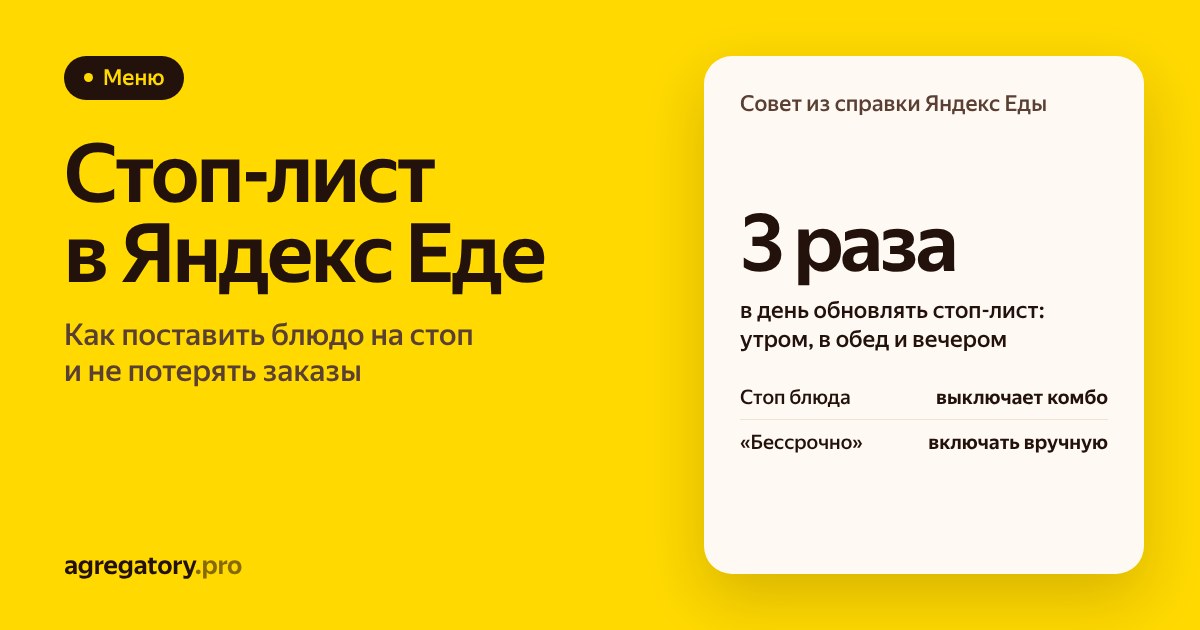 Меню
Стоп-лист
в Яндекс Еде
Как поставить блюдо на стоп
и не потерять заказы
agregatory.pro
Совет из справки Яндекс Еды
3 раза
в день обновлять стоп-лист:
утром, в обед и вечером
Стоп блюда выключает комбо
«Бессрочно» включать вручную